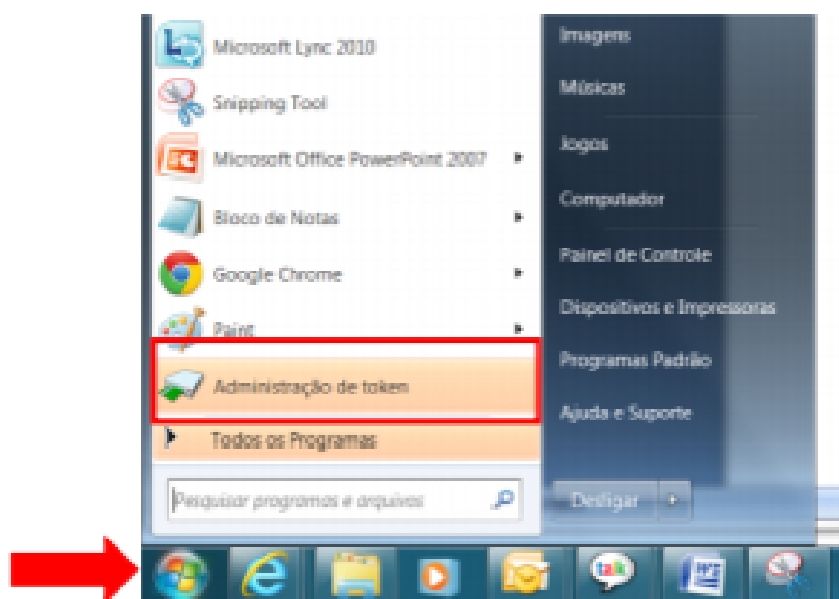 Microsoft Lync 2010
Snipping Tool
Microsoft Office PowerPoint 2007
Bloco de Notas
Google Chrome
Paint
Administração de token
Todos os Programas
Pesquisar programas e arquivos
Imagens
Músicas
Jogos
Computador
Painel de Controle
Dispositivos e Impressoras
Programas Padrão
Ajuda e Suporte
Desligar
talk